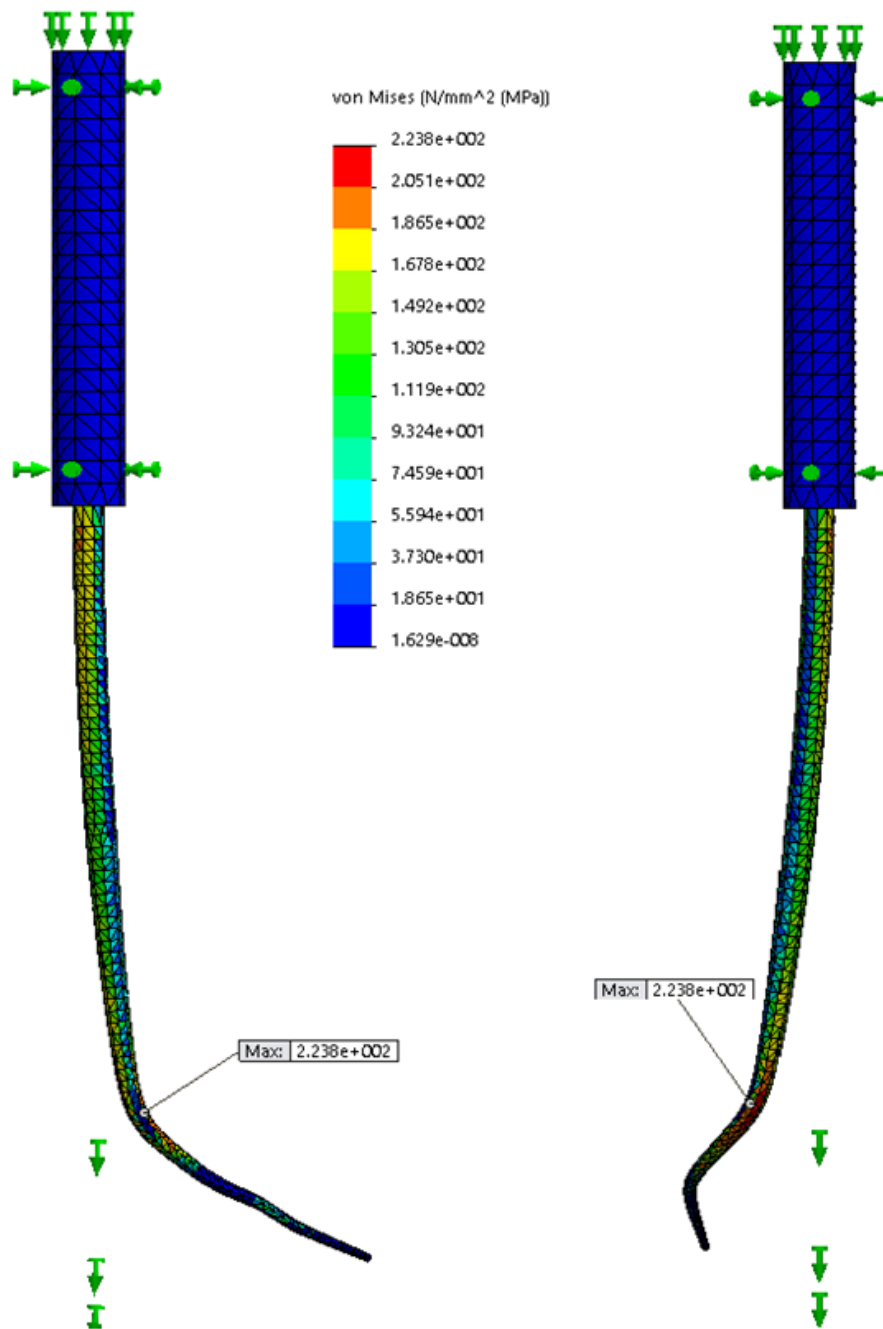 von Mises (N/mm^2 (MPa))
2.238e+002
2.051e+002
1.865e+002
1.678e+002
1.492e+002
1.305e+002
1.119e+002
9.324e+001
7.459e+001
5.594e+001
3.730e+001
1.865e+001
1.629e-008
Max: 2.238e+002
Max: 2.238e+002